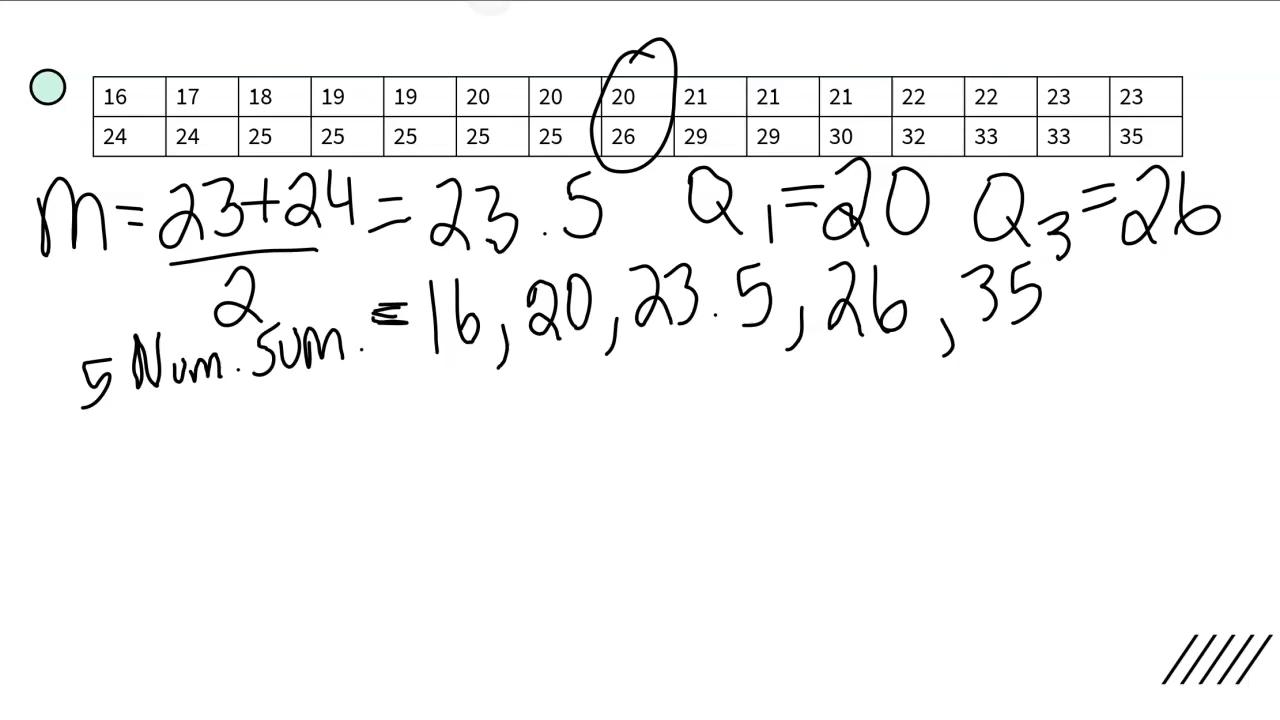 16 17 18 19 19 20 20 20 21 21 21 22 22 23 23
24 24 25 25 25 25 25 26 29 29 30 32 33 33 35
m = 23+24 / 2 = 23.5 Q1 = 20 Q3 = 26
5 Num. Sum. = 16, 20, 23.5, 26, 35